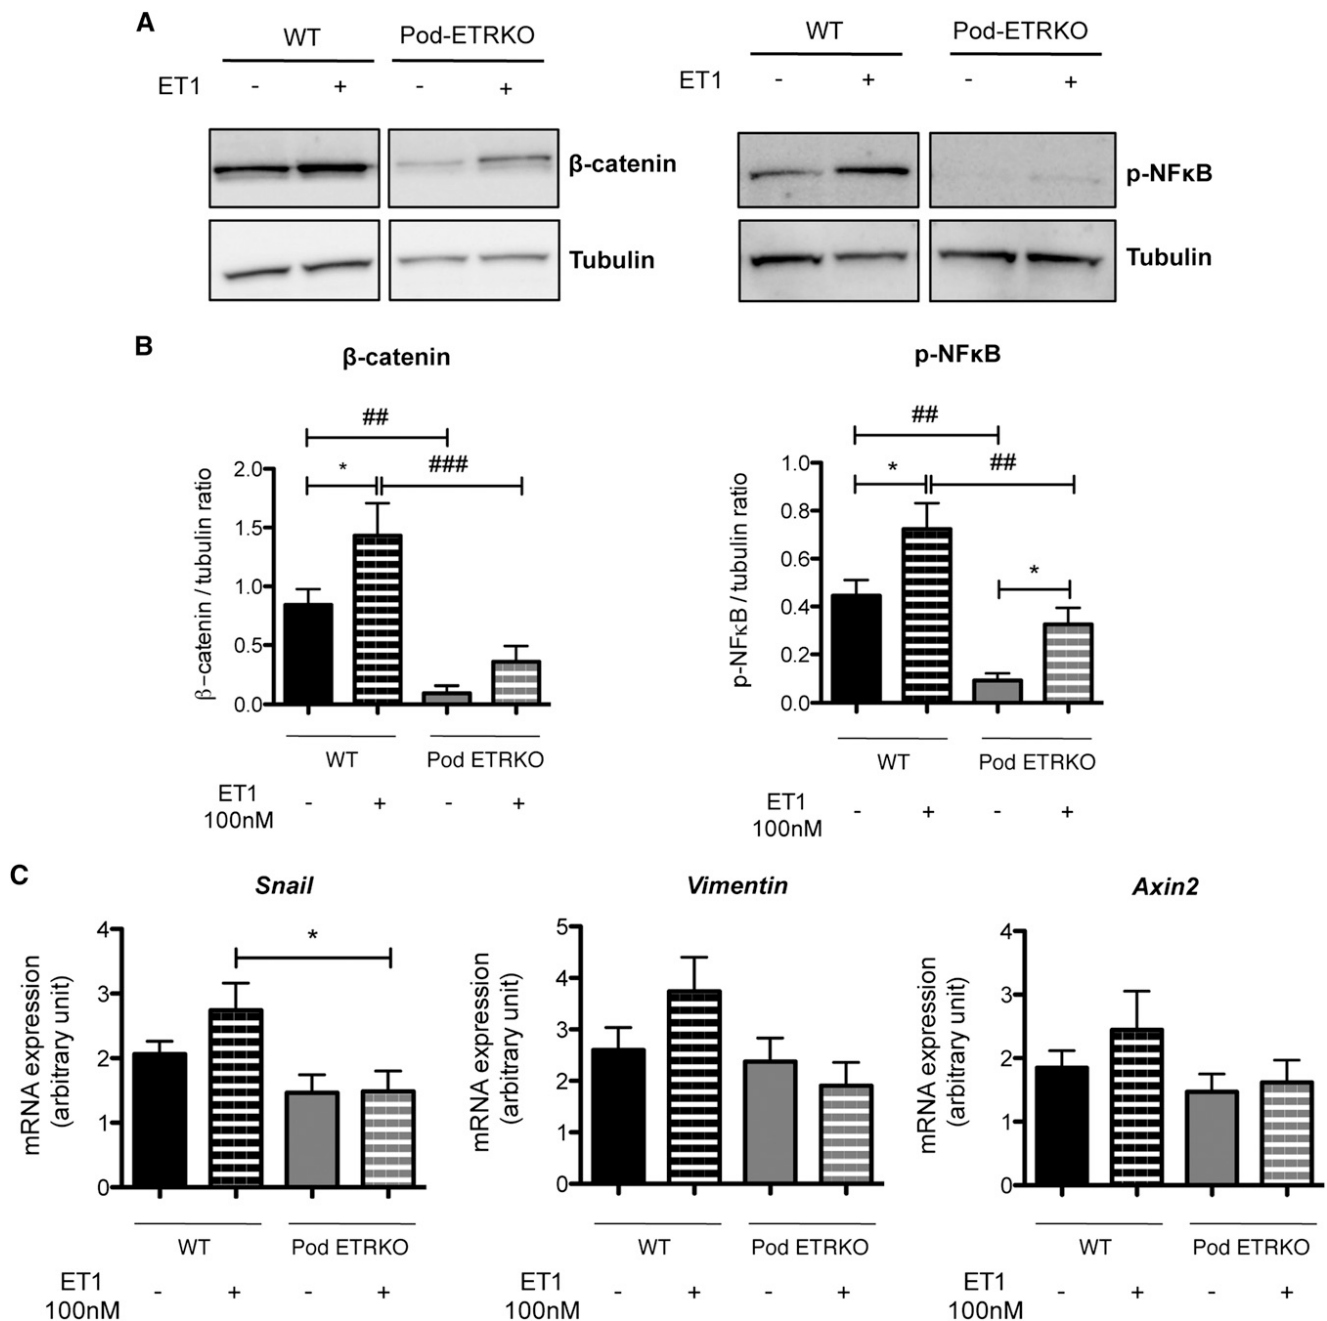 A
WT Pod-ETRKO WT Pod-ETRKO
ET1 - + - + ET1 - + - +
β-catenin p-NFκB
Tubulin Tubulin
B
β-catenin p-NFκB
## ##
* ### * ##
*
β-catenin / tubulin ratio
2.0
1.5
1.0
0.5
0.0
p-NFκB / tubulin ratio
1.0
0.8
0.6
0.4
0.2
0.0
WT Pod ETRKO WT Pod ETRKO
ET1
100nM
- + - +
ET1
100nM
- + - +
C
Snail Vimentin Axin2
*
mRNA expression
(arbitrary unit)
4
3
2
1
0
mRNA expression
(arbitrary unit)
5
4
3
2
1
0
mRNA expression
(arbitrary unit)
4
3
2
1
0
WT Pod ETRKO WT Pod ETRKO WT Pod ETRKO
ET1
100nM
- + - +
ET1
100nM
- + - +
ET1
100nM
- + - +